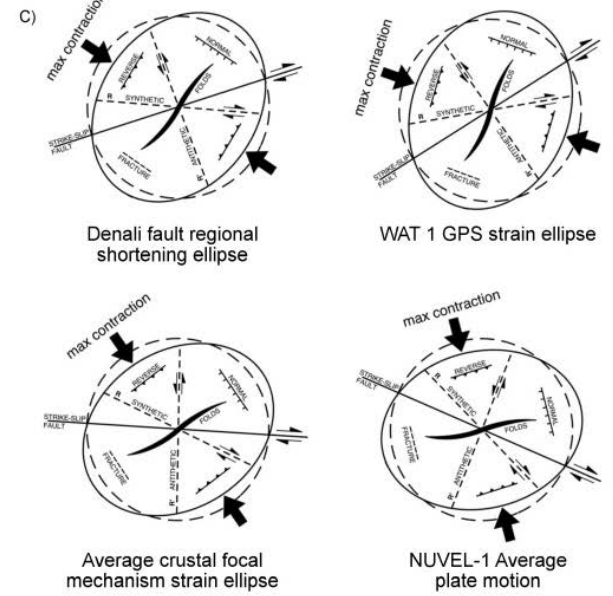 C)
max contraction
NORMAL
REVERSE
FOLDS
R
SYNTHETIC
STRIKE-SLIP
FAULT
ANTITHETIC
FRACTURE
R'
Denali fault regional
shortening ellipse
max contraction
NORMAL
REVERSE
FOLDS
R
SYNTHETIC
STRIKE-SLIP
FAULT
ANTITHETIC
FRACTURE
R'
WAT 1 GPS strain ellipse
max contraction
REVERSE
NORMAL
R
SYNTHETIC
FOLDS
STRIKE-SLIP
FAULT
FRACTURE
ANTITHETIC
R'
Average crustal focal
mechanism strain ellipse
max contraction
REVERSE
R
STRIKE-SLIP
FAULT
SYNTHETIC
NORMAL
FOLDS
FRACTURE
ANTITHETIC
R'
NUVEL-1 Average
plate motion